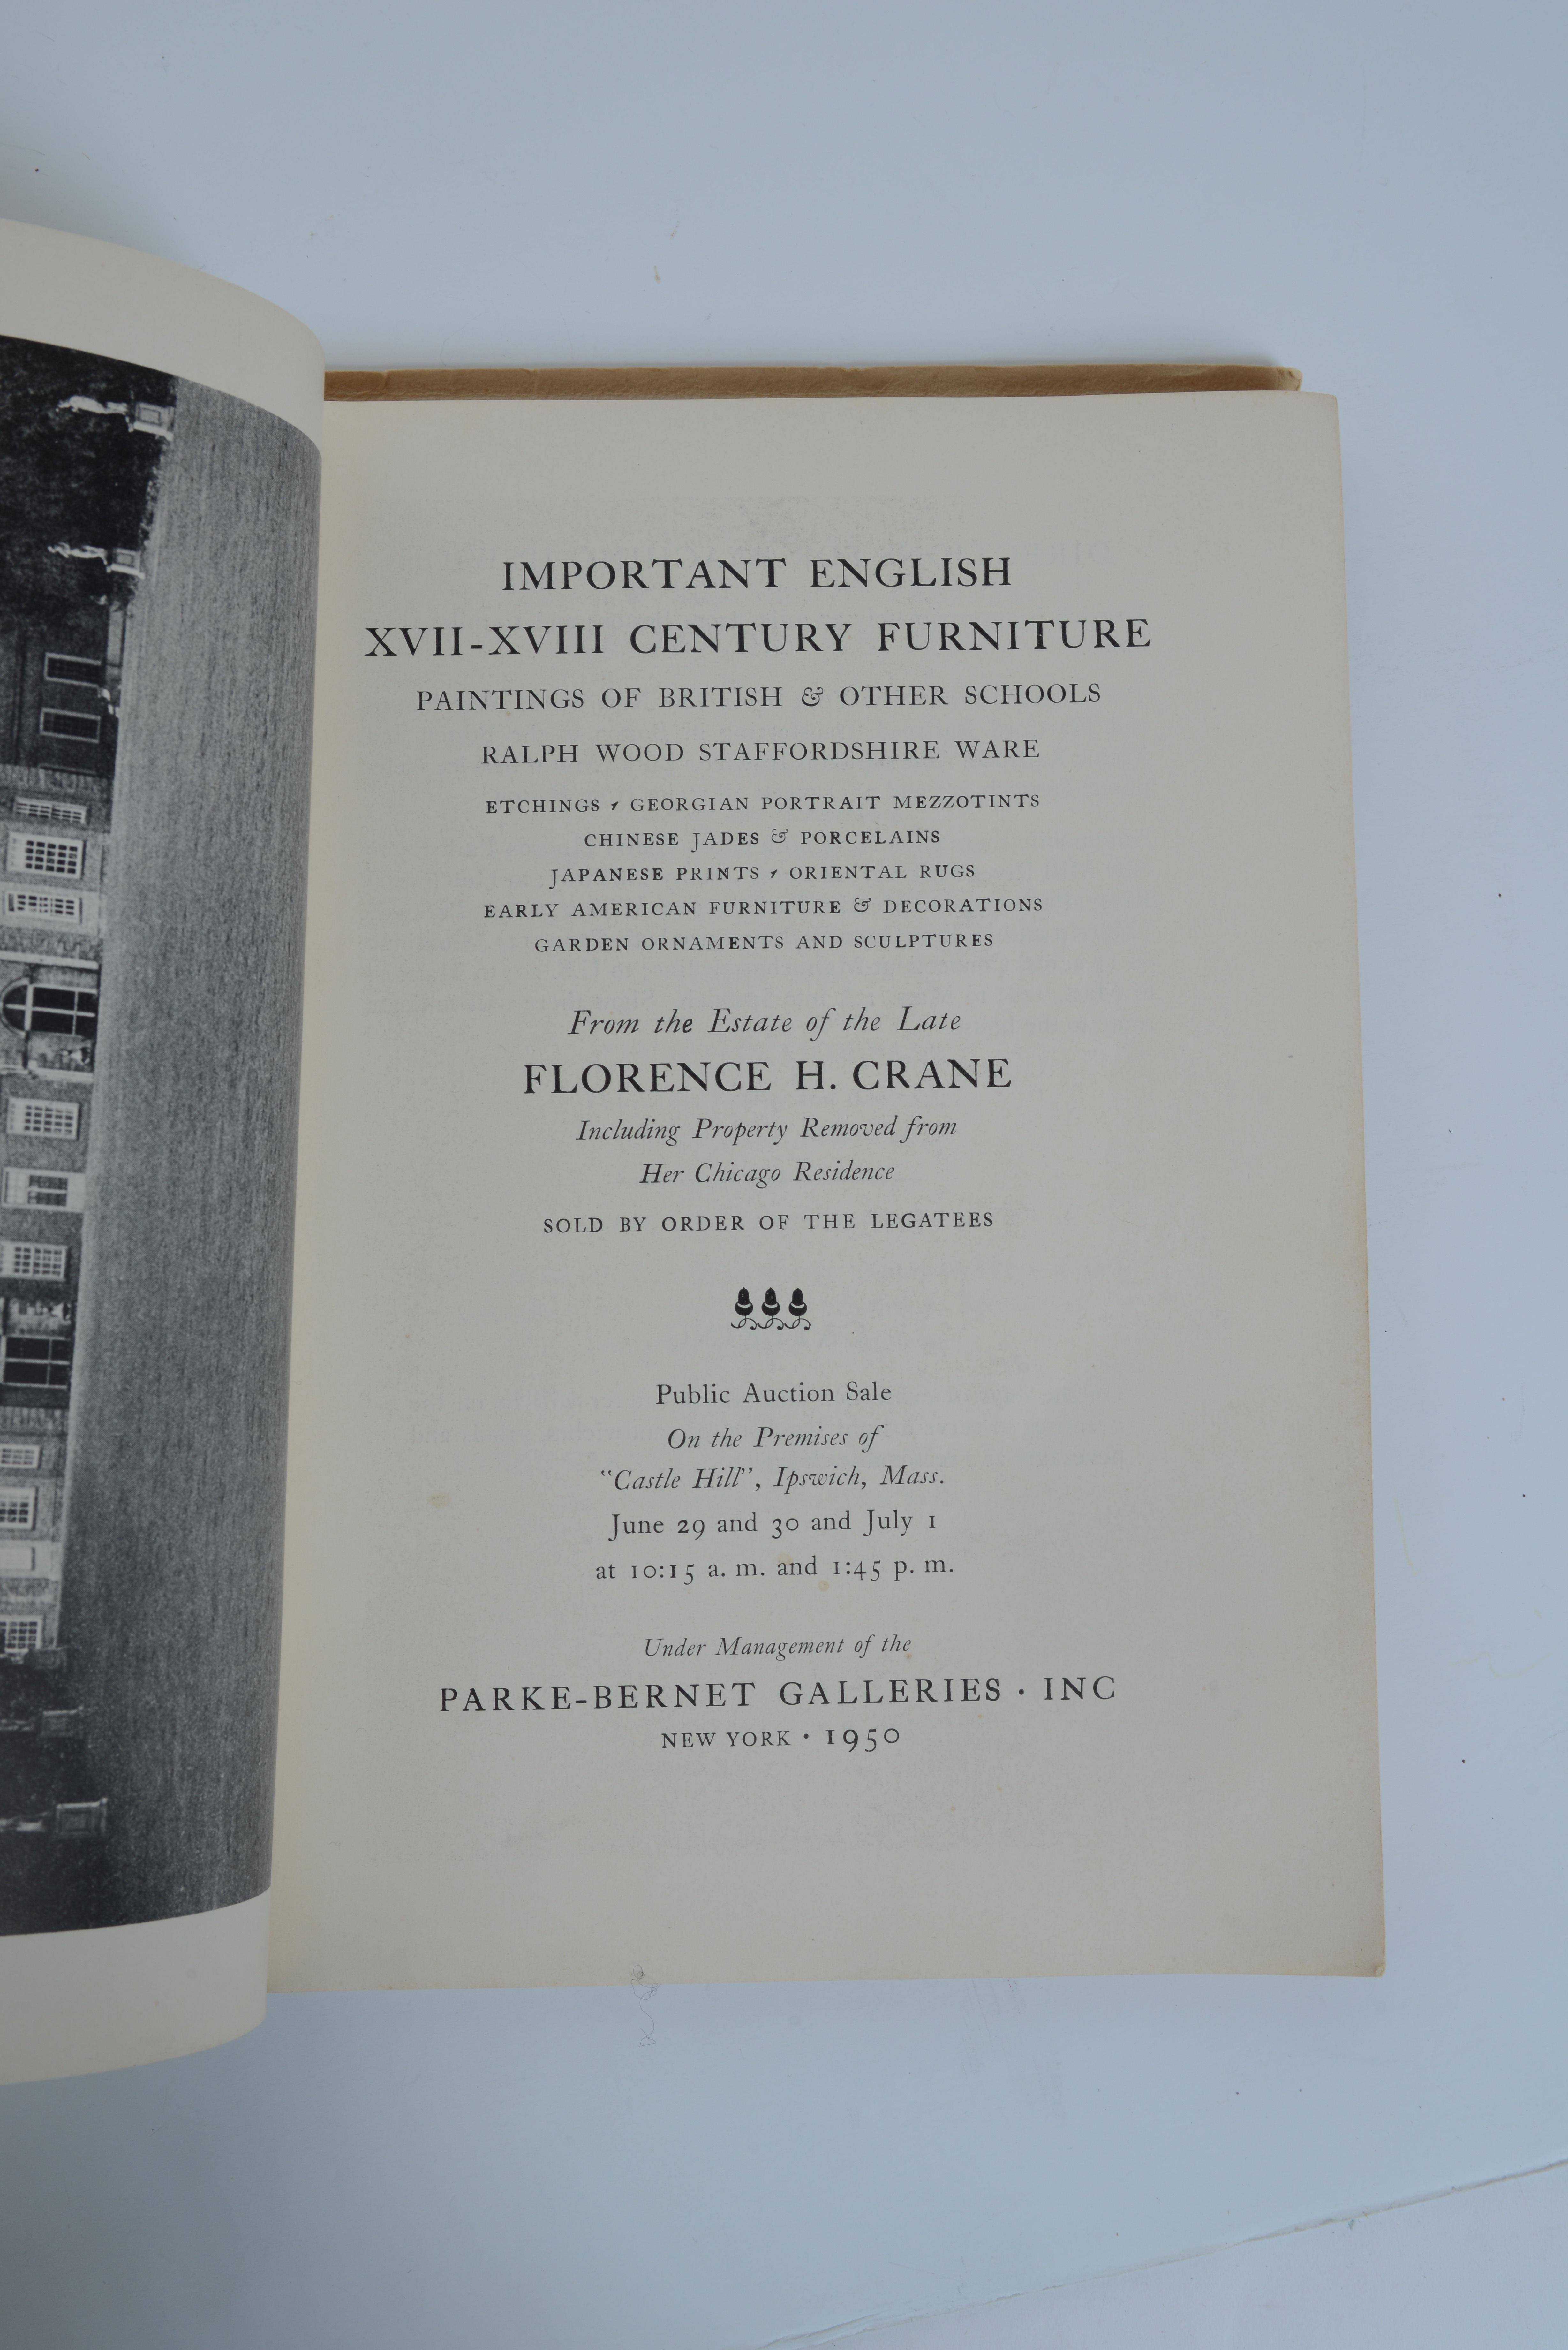 IMPORTANT ENGLISH
XVII-XVIII CENTURY FURNITURE
PAINTINGS OF BRITISH & OTHER SCHOOLS
RALPH WOOD STAFFORDSHIRE WARE
ETCHINGS · GEORGIAN PORTRAIT MEZZOTINTS
CHINESE JADES & PORCELAINS
JAPANESE PRINTS · ORIENTAL RUGS
EARLY AMERICAN FURNITURE & DECORATIONS
GARDEN ORNAMENTS AND SCULPTURES
From the Estate of the Late
FLORENCE H. CRANE
Including Property Removed from
Her Chicago Residence
SOLD BY ORDER OF THE LEGATEES
Public Auction Sale
On the Premises of
"Castle Hill", Ipswich, Mass.
June 29 and 30 and July 1
at 10:15 a. m. and 1:45 p. m.
Under Management of the
PARKE-BERNET GALLERIES · INC
NEW YORK · 1950